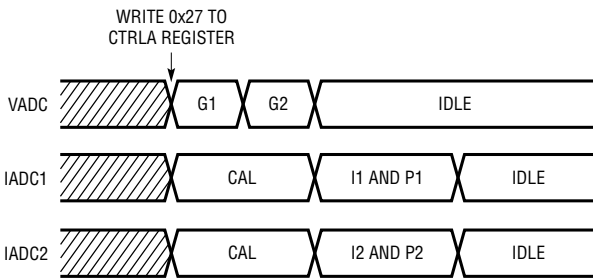 WRITE 0x27 TO
CTRLA REGISTER
VADC G1 G2 IDLE
IADC1 CAL I1 AND P1 IDLE
IADC2 CAL I2 AND P2 IDLE